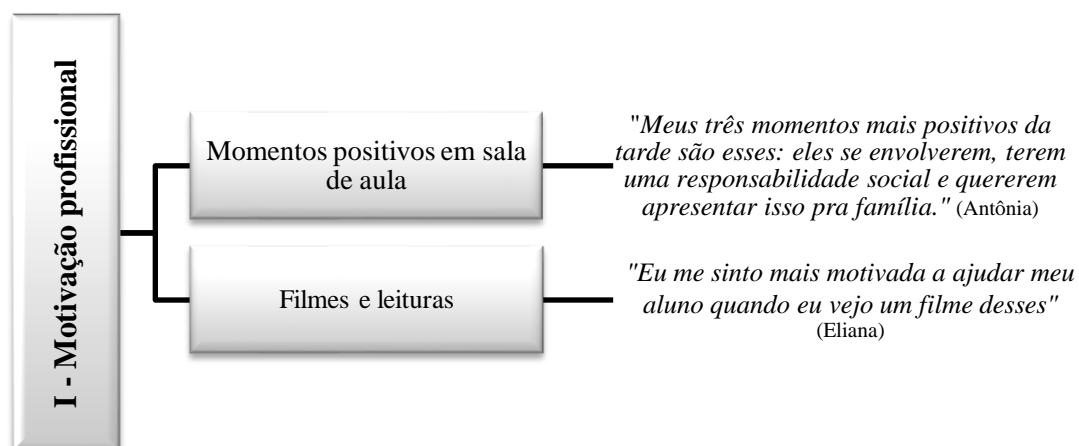 I - Motivação profissional
Momentos positivos em sala
de aula
"Meus três momentos mais positivos da
tarde são esses: eles se envolverem, terem
uma responsabilidade social e quererem
apresentar isso pra família." (Antônia)
Filmes e leituras
"Eu me sinto mais motivada a ajudar meu
aluno quando eu vejo um filme desses"
(Eliana)